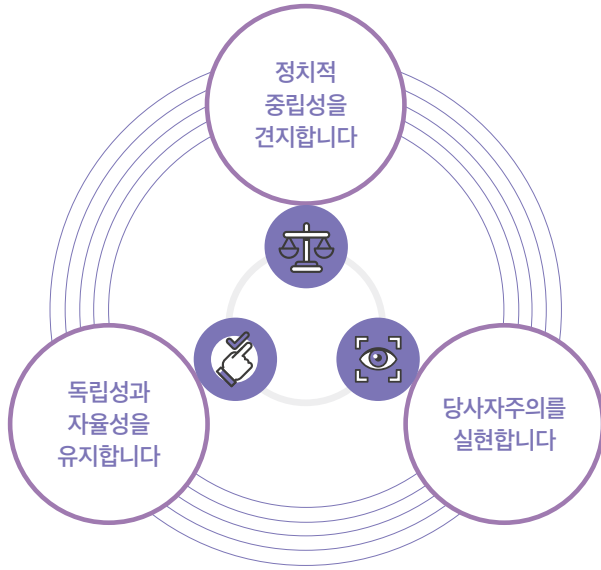 정치적
중립성을
견지합니다
독립성과
자율성을
유지합니다
당사자주의를
실현합니다